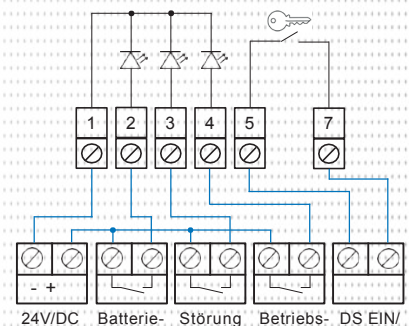 1 2 3 4 5 7
- +
24V/DC Batterie- Störung Betriebs- DS EIN/